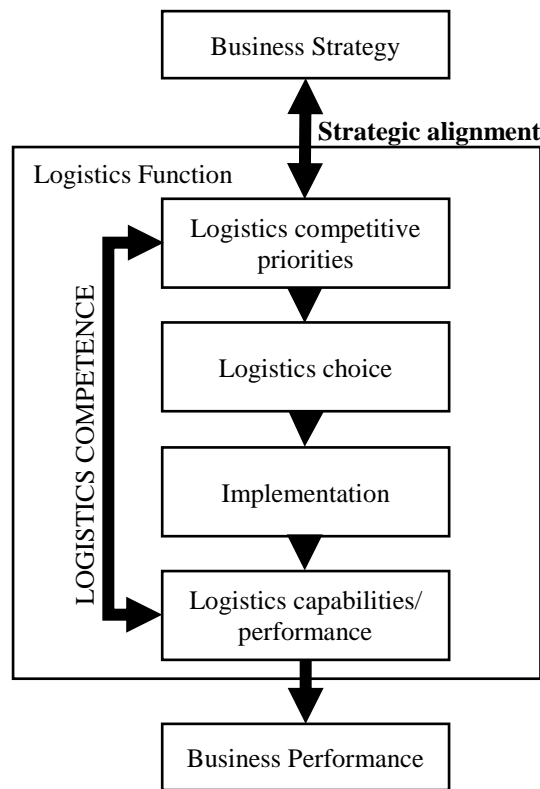 Business Strategy
Strategic alignment
Logistics Function
Logistics competitive
priorities
LOGISTICS COMPETENCE
Logistics choice
Implementation
Logistics capabilities/
performance
Business Performance